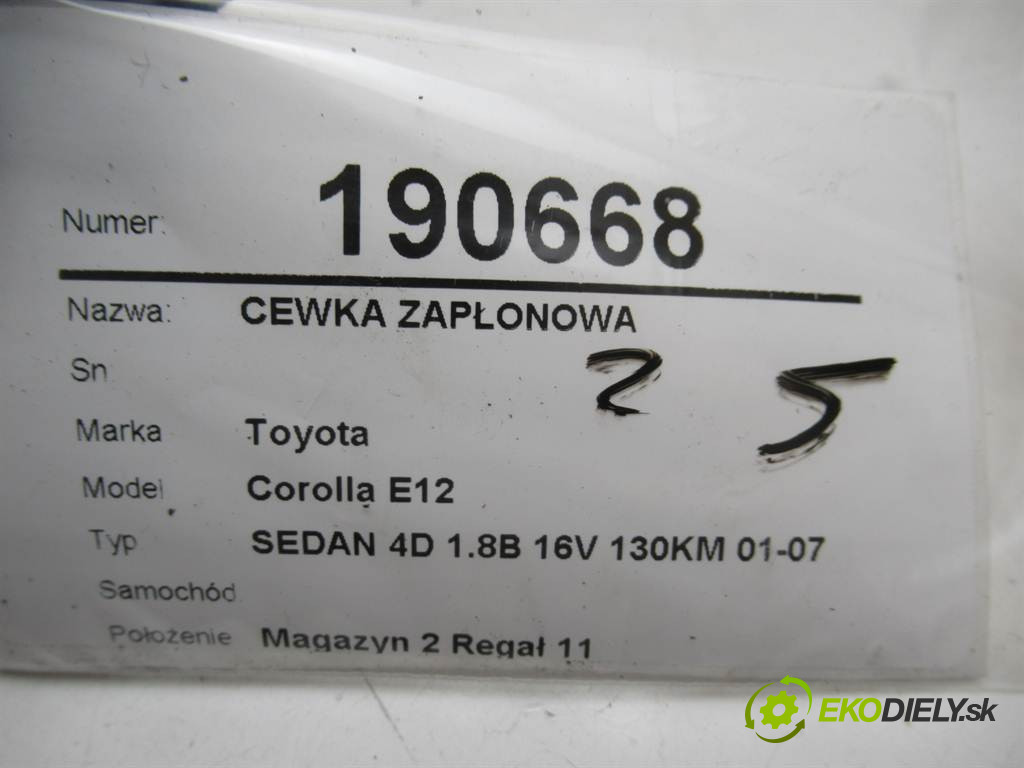 Numer: 190668
Nazwa: CEWKA ZAPŁONOWA
Sn
2 5
Marka Toyota
Model Corolla E12
Typ SEDAN 4D 1.8B 16V 130KM 01-07
Samochód
Położenie Magazyn 2 Regał 11
EKODIELY.sk